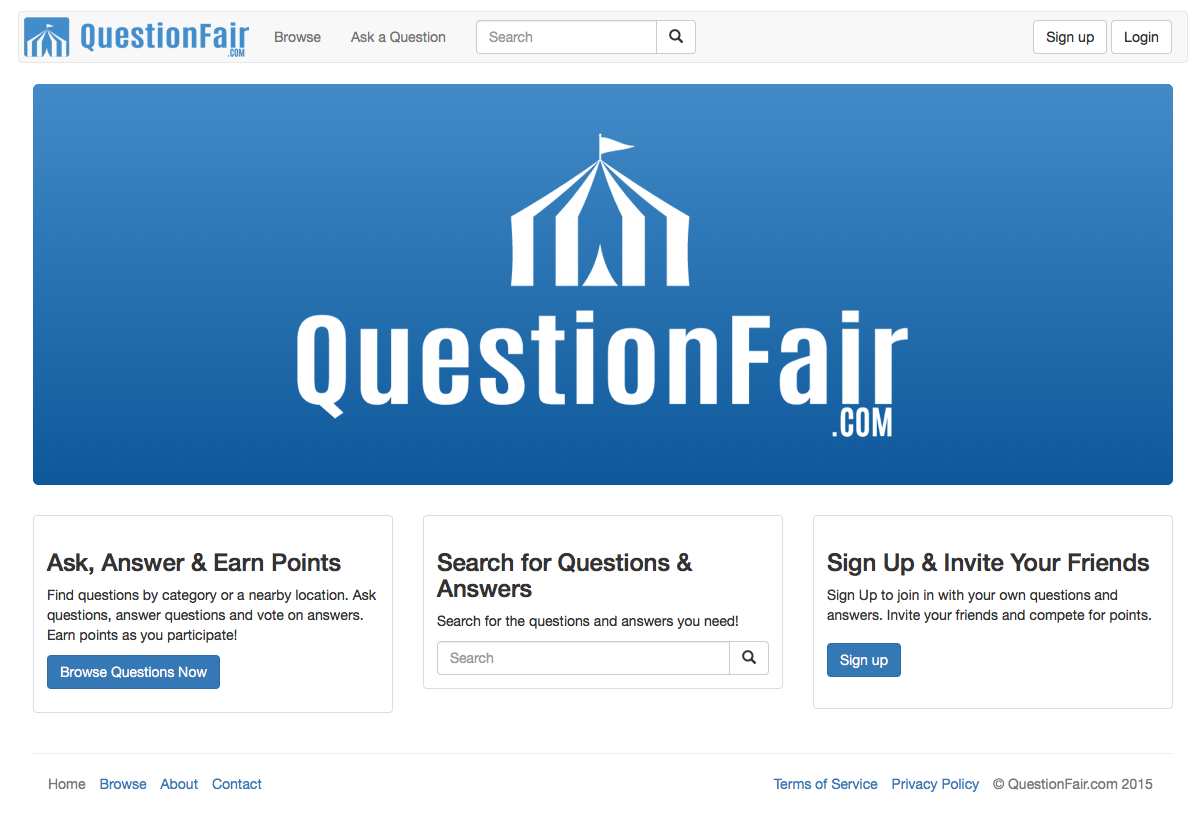 QuestionFair .COM Browse Ask a Question Search Sign up Login
QuestionFair
.COM
Ask, Answer & Earn Points
Find questions by category or a nearby location. Ask
questions, answer questions and vote on answers.
Earn points as you participate!
Browse Questions Now
Search for Questions &
Answers
Search for the questions and answers you need!
Search
Sign Up & Invite Your Friends
Sign Up to join in with your own questions and
answers. Invite your friends and compete for points.
Sign up
Home Browse About Contact Terms of Service Privacy Policy © QuestionFair.com 2015